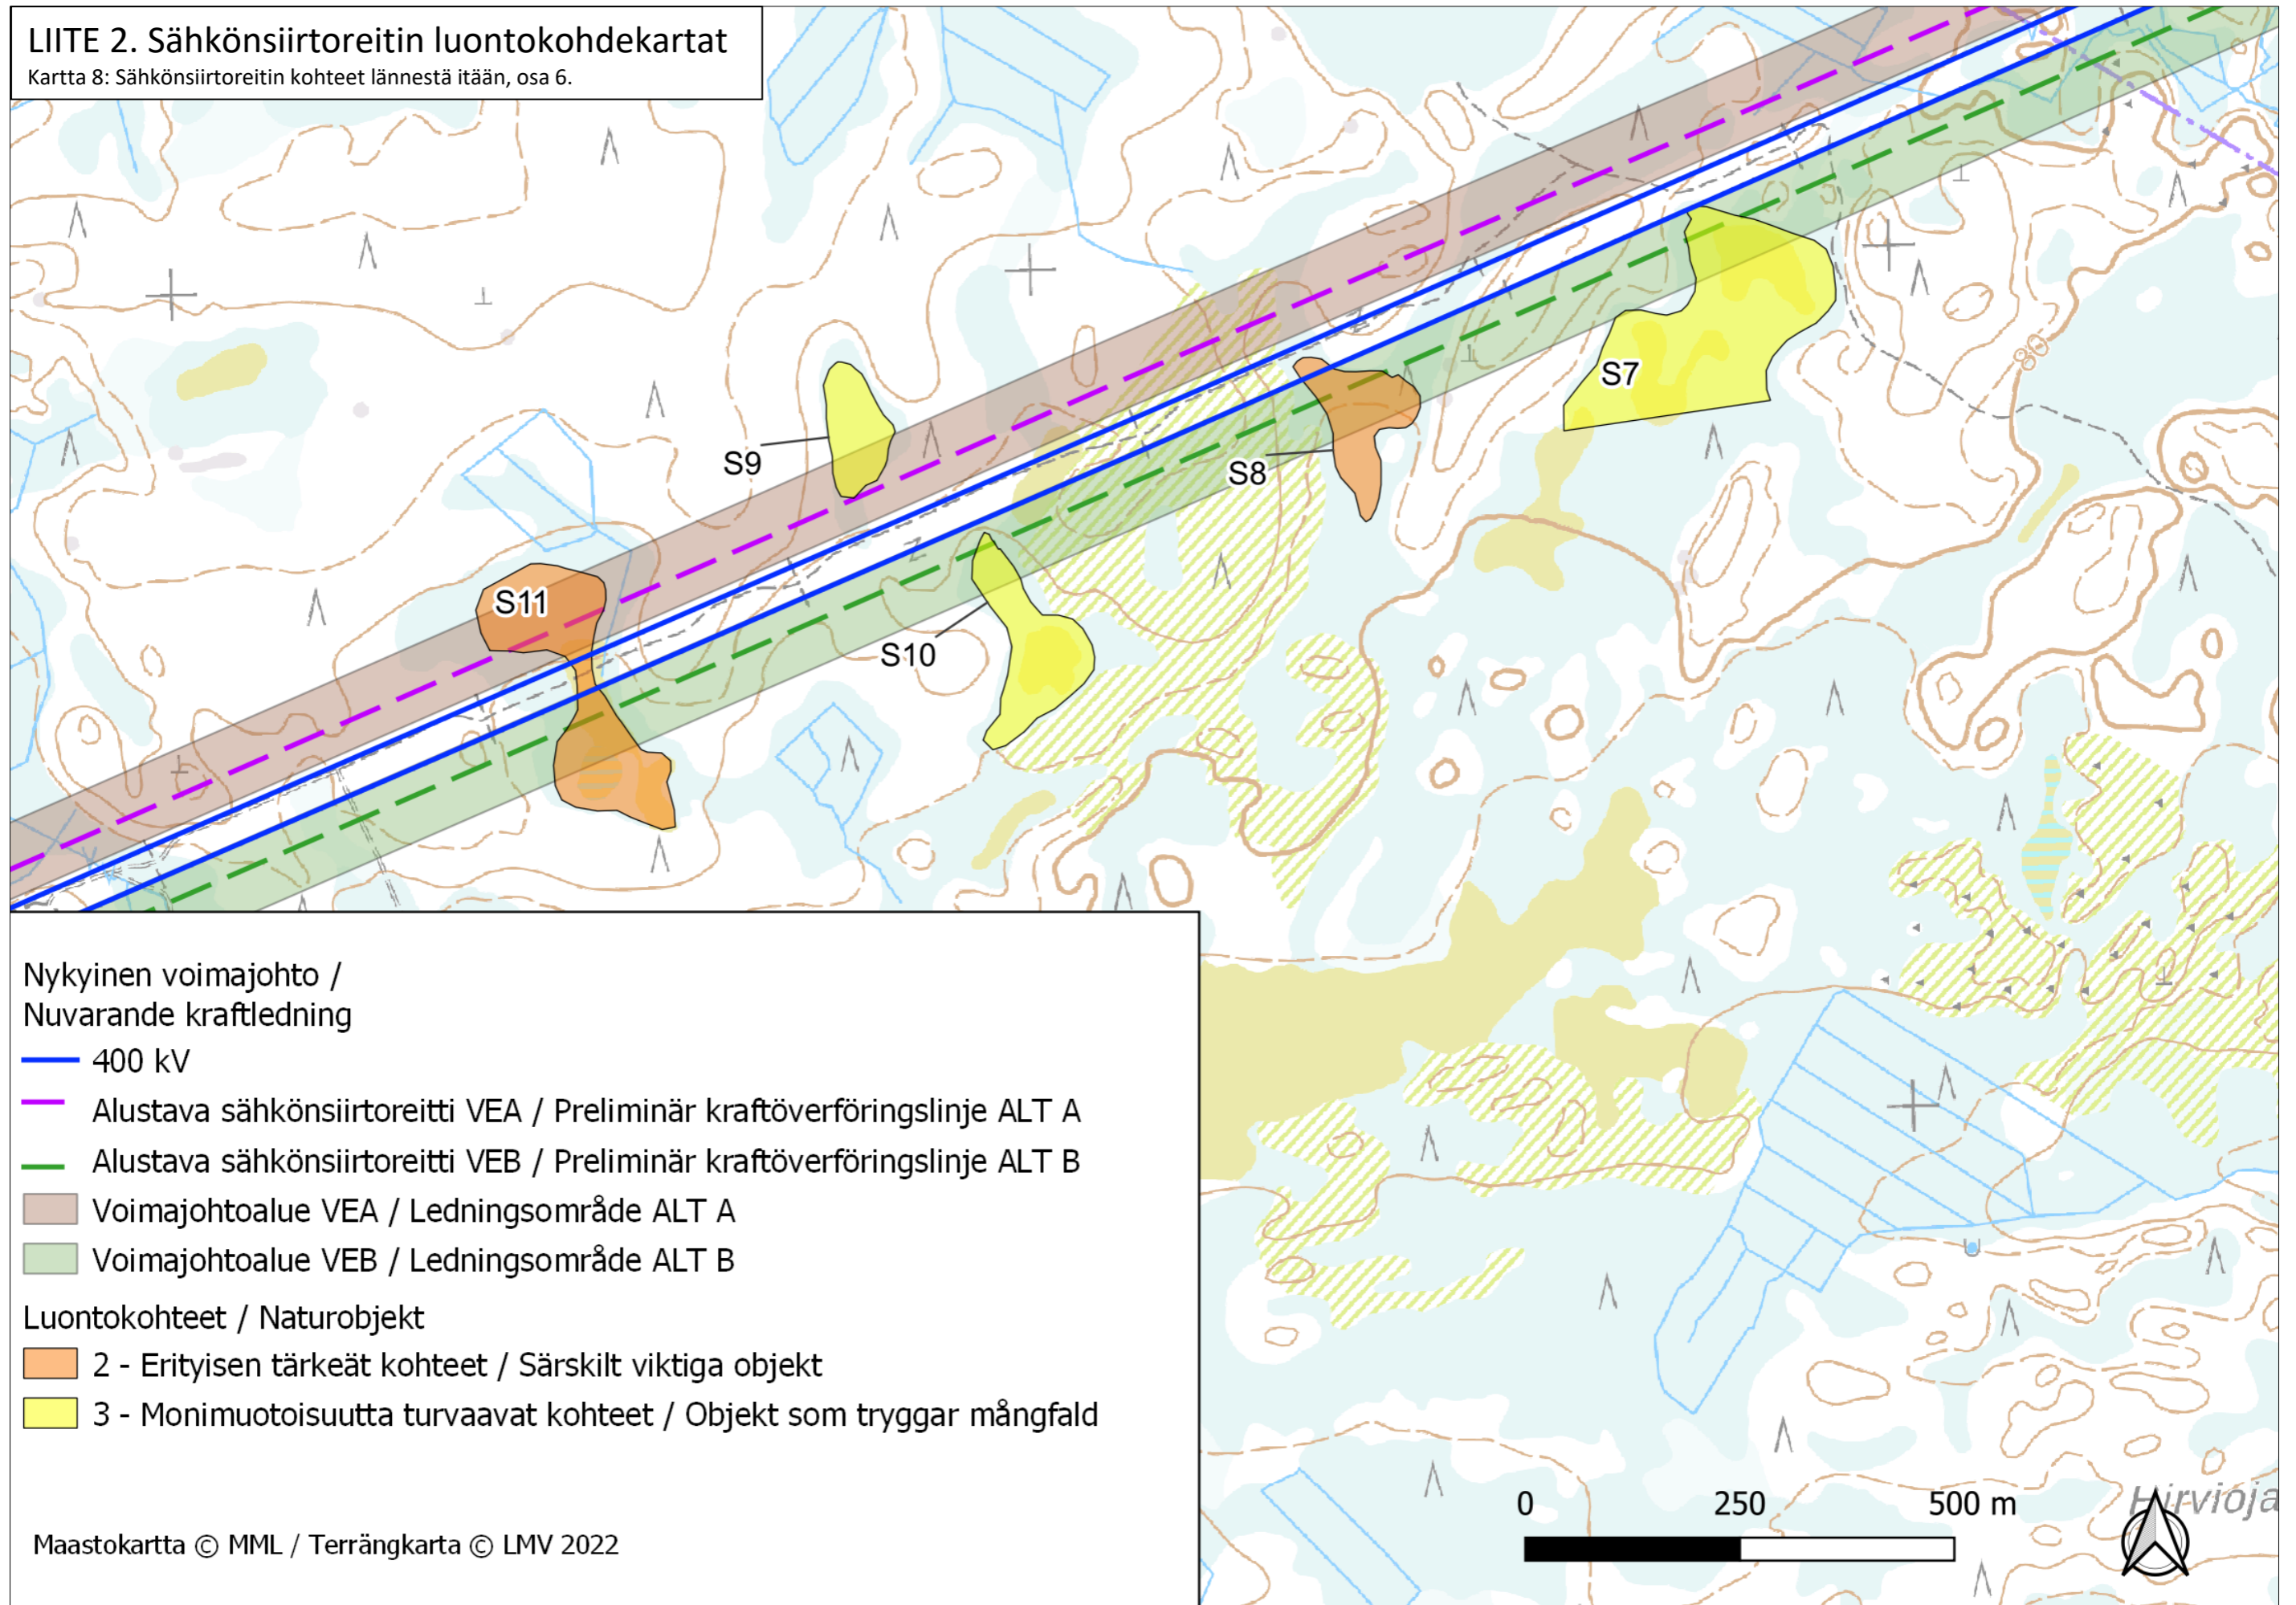 LIITE 2. Sähkönsiirtoreitin luontokohdekartat
Kartta 8: Sähkönsiirtoreitin kohteet lännestä itään, osa 6.
S7
S9
S8
S11
S10
Nykyinen voimajohto /
Nuvarande kraftledning
400 kV
Alustava sähkönsiirtoreitti VEA / Preliminär kraftöverföringslinje ALT A
Alustava sähkönsiirtoreitti VEB / Preliminär kraftöverföringslinje ALT B
Voimajohtoalue VEA / Ledningsområde ALT A
Voimajohtoalue VEB / Ledningsområde ALT B
Luontokohteet / Naturobjekt
2 - Erityisen tärkeät kohteet / Särskilt viktiga objekt
3 - Monimuotoisuutta turvaavat kohteet / Objekt som tryggar mångfald
0 250 500 m
Hirvioja
Maastokartta © MML / Terrängkarta © LMV 2022